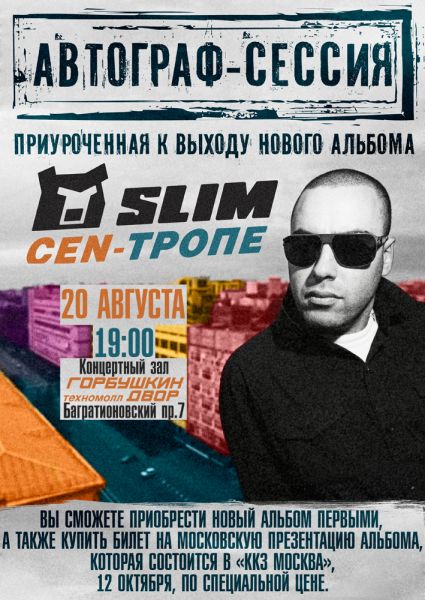 АВТОГРАФ-СЕССИЯ
ПРИУРОЧЕННАЯ К ВЫХОДУ НОВОГО АЛЬБОМА
SLIM
CEN-ТРОПЕ
20 АВГУСТА
19:00
Концертный зал
ГОРБУШКИН
ТЕХНОМОЛЛ ДВОР
Багратионовский пр.7
ВЫ СМОЖЕТЕ ПРИОБРЕСТИ НОВЫЙ АЛЬБОМ ПЕРВЫМИ,
А ТАКЖЕ КУПИТЬ БИЛЕТ НА МОСКОВСКУЮ ПРЕЗЕНТАЦИЮ АЛЬБОМА,
КОТОРАЯ СОСТОИТСЯ В «ККЗ МОСКВА»,
12 ОКТЯБРЯ, ПО СПЕЦИАЛЬНОЙ ЦЕНЕ.